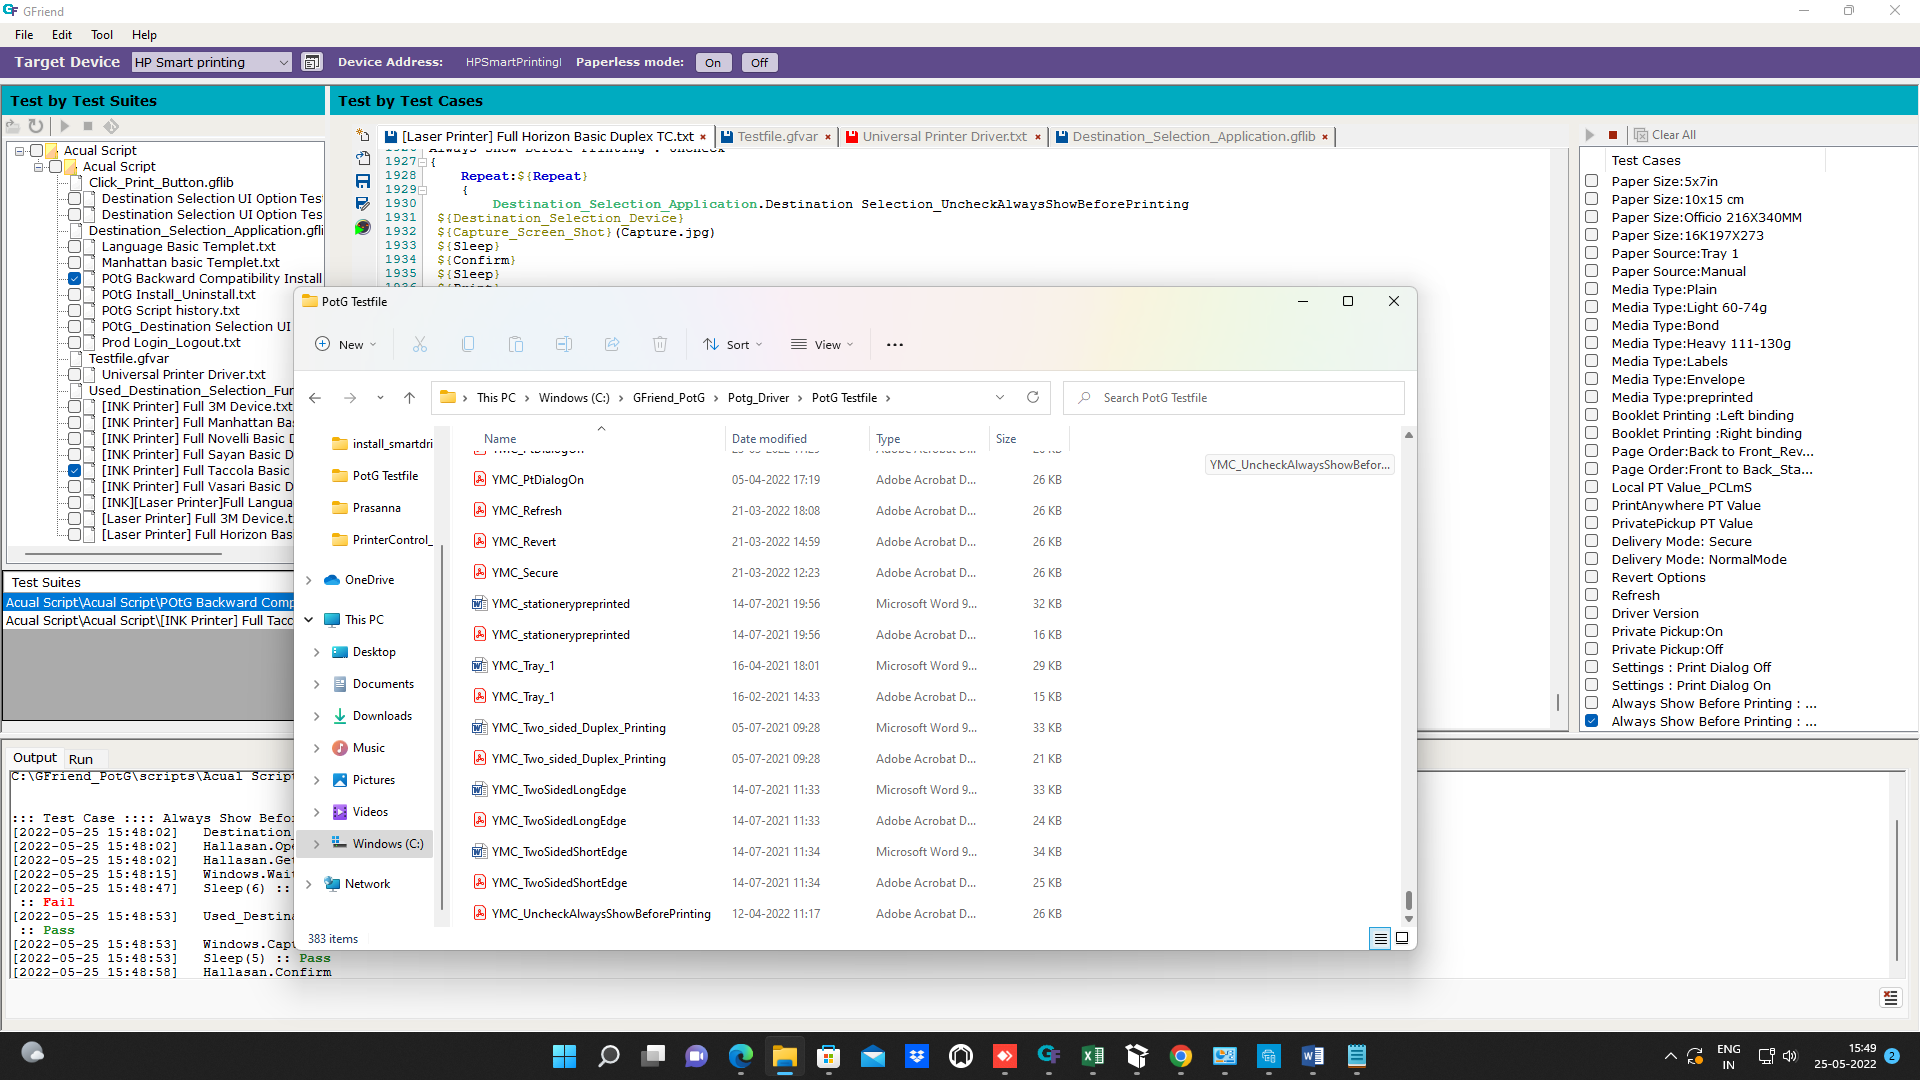 GFriend
File Edit Tool Help
Target Device HP Smart printing Device Address: HPSmartPrintingI Paperless mode: On Off
Test by Test Suites
Acual Script
Acual Script
Click_Print_Button.gflib
Destination Selection UI Option Tes
Destination Selection UI Option Tes
Destination_Selection_Application.gfli
Language Basic Templet.txt
Manhattan basic Templet.txt
POtG Backward Compatibility Install
POtG Install_Uninstall.txt
POtG Script history.txt
POtG_Destination Selection UI
Prod Login_Logout.txt
Testfile.gfvar
Universal Printer Driver.txt
Used_Destination_Selection_Fur
[INK Printer] Full 3M Device.txt
[INK Printer] Full Manhattan Bas
[INK Printer] Full Novelli Basic D
[INK Printer] Full Sayan Basic D
[INK Printer] Full Taccola Basic
[INK Printer] Full Vasari Basic D
[INK][Laser Printer]Full Langua
[Laser Printer] Full 3M Device.t
[Laser Printer] Full Horizon Bas
Test Suites
Acual Script\Acual Script\POtG Backward Comp
Acual Script\Acual Script\[INK Printer] Full Tacc
Test by Test Cases
[Laser Printer] Full Horizon Basic Duplex TC.txt × Testfile.gfvar × Universal Printer Driver.txt × Destination_Selection_Application.gflib ×
1926 Always Show Before Printing : Uncheck
1927 {
1928 Repeat:${Repeat}
1929 {
1930 Destination_Selection_Application.Destination Selection_UncheckAlwaysShowBeforePrinting
1931 ${Destination_Selection_Device}
1932 ${Capture_Screen_Shot}(Capture.jpg)
1933 ${Sleep}
1934 ${Confirm}
1935 ${Sleep}
Clear All
Test Cases
Paper Size:5x7in
Paper Size:10x15 cm
Paper Size:Officio 216X340MM
Paper Size:16K197X273
Paper Source:Tray 1
Paper Source:Manual
Media Type:Plain
Media Type:Light 60-74g
Media Type:Bond
Media Type:Heavy 111-130g
Media Type:Labels
Media Type:Envelope
Media Type:preprinted
Booklet Printing :Left binding
Booklet Printing :Right binding
Page Order:Back to Front_Rev...
Page Order:Front to Back_Sta...
Local PT Value_PCLmS
PrintAnywhere PT Value
PrivatePickup PT Value
Delivery Mode: Secure
Delivery Mode: NormalMode
Revert Options
Refresh
Driver Version
Private Pickup:On
Private Pickup:Off
Settings : Print Dialog Off
Settings : Print Dialog On
Always Show Before Printing : ...
Always Show Before Printing : ...
PotG Testfile
New Sort View
This PC > Windows (C:) > GFriend_PotG > Potg_Driver > PotG Testfile >
Search PotG Testfile
install_smartdri
PotG Testfile
Prasanna
PrinterControl_
OneDrive
This PC
Desktop
Documents
Downloads
Music
Pictures
Videos
Windows (C:)
Network
Name Date modified Type Size
YMC_PtDialogOn 05-04-2022 17:19 Adobe Acrobat D... 26 KB
YMC_Refresh 21-03-2022 18:08 Adobe Acrobat D... 26 KB
YMC_Revert 21-03-2022 14:59 Adobe Acrobat D... 26 KB
YMC_Secure 21-03-2022 12:23 Adobe Acrobat D... 26 KB
YMC_stationerypreprinted 14-07-2021 19:56 Microsoft Word 9... 32 KB
YMC_stationerypreprinted 14-07-2021 19:56 Adobe Acrobat D... 16 KB
YMC_Tray_1 16-04-2021 18:01 Microsoft Word 9... 29 KB
YMC_Tray_1 16-02-2021 14:33 Adobe Acrobat D... 15 KB
YMC_Two_sided_Duplex_Printing 05-07-2021 09:28 Microsoft Word 9... 33 KB
YMC_Two_sided_Duplex_Printing 05-07-2021 09:28 Adobe Acrobat D... 21 KB
YMC_TwoSidedLongEdge 14-07-2021 11:33 Microsoft Word 9... 33 KB
YMC_TwoSidedLongEdge 14-07-2021 11:33 Adobe Acrobat D... 24 KB
YMC_TwoSidedShortEdge 14-07-2021 11:34 Microsoft Word 9... 34 KB
YMC_TwoSidedShortEdge 14-07-2021 11:34 Adobe Acrobat D... 25 KB
YMC_UncheckAlwaysShowBeforePrinting 12-04-2022 11:17 Adobe Acrobat D... 26 KB
YMC_UncheckAlwaysShowBefor...
383 items
Output Run
C:\GFriend_PotG\scripts\Acual Script
::: Test Case :::: Always Show Befor
[2022-05-25 15:48:02] Destination
[2022-05-25 15:48:02] Hallasan.Ope
[2022-05-25 15:48:02] Hallasan.Get
[2022-05-25 15:48:15] Windows.Wait
[2022-05-25 15:48:47] Sleep(6) ::
:: Fail
[2022-05-25 15:48:53] Used_Destina
:: Pass
[2022-05-25 15:48:53] Windows.Capt
[2022-05-25 15:48:53] Sleep(5) :: Pass
[2022-05-25 15:48:58] Hallasan.Confirm
ENG
IN
15:49
25-05-2022
2